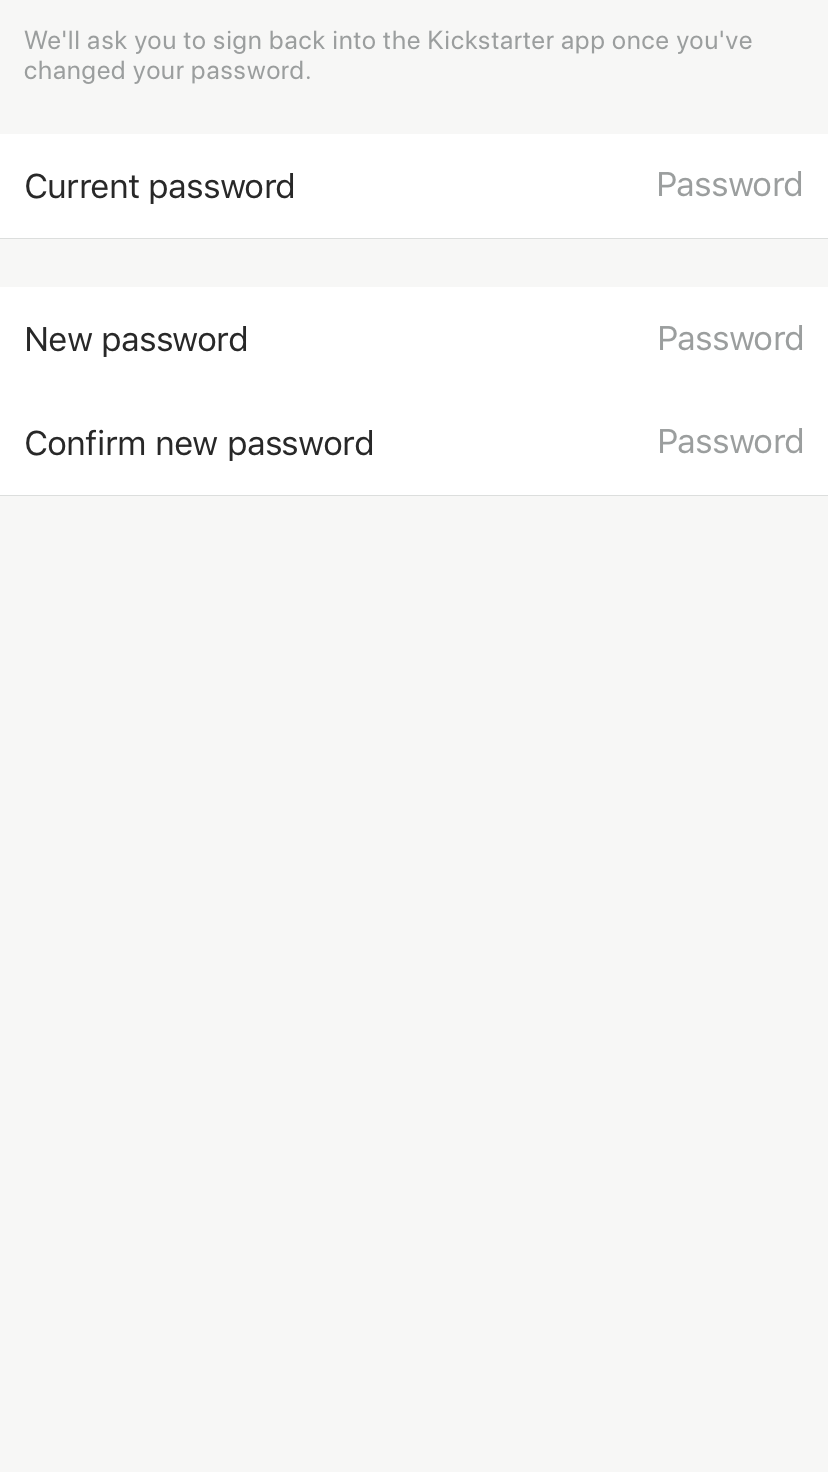 We'll ask you to sign back into the Kickstarter app once you've
changed your password.
Current password Password
New password Password
Confirm new password Password